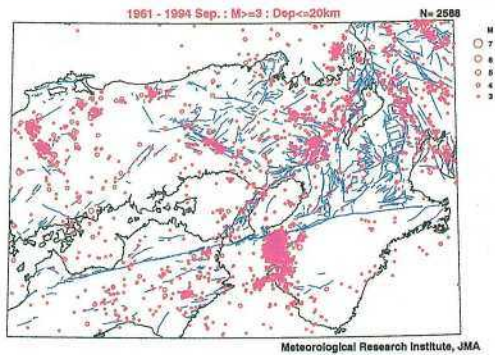 1961 - 1994 Sep. : M>=3 : Dep<=20km
N= 2588
M
7
6
5
4
3
Meteorological Research Institute, JMA